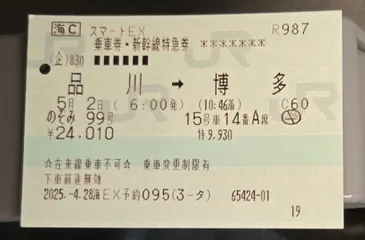 海C スマートEX R987
乗車券・新幹線特急券 *******
(企)830 ■■■■■■
品川 → 博多
5月 2日 ( 6:00発) (10:46着) C60
のぞみ 99号 15号車 14番A席
¥24,010 特9,930
☆在来線乗車不可☆ 乗車変更制限有
下車前途無効
2025.-4.28海EX予約095(3-タ) 65424-01
19